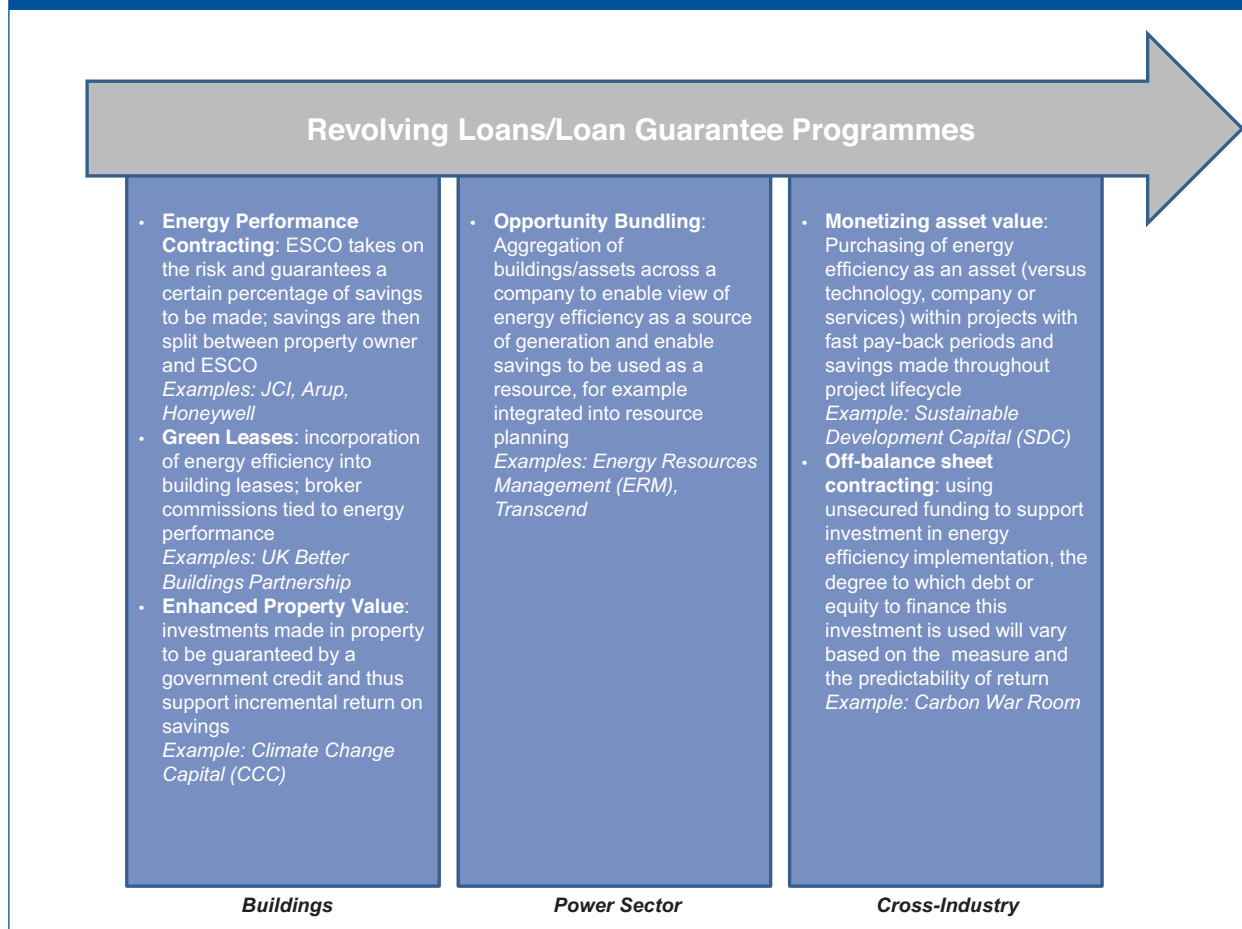 Revolving Loans/Loan Guarantee Programmes
• Energy Performance
Contracting: ESCO takes on
the risk and guarantees a
certain percentage of savings
to be made; savings are then
split between property owner
and ESCO
Examples: JCI, Arup,
Honeywell
• Green Leases: incorporation
of energy efficiency into
building leases; broker
commissions tied to energy
performance
Examples: UK Better
Buildings Partnership
• Enhanced Property Value:
investments made in property
to be guaranteed by a
government credit and thus
support incremental return on
savings
Example: Climate Change
Capital (CCC)
Buildings
• Opportunity Bundling:
Aggregation of
buildings/assets across a
company to enable view of
energy efficiency as a source
of generation and enable
savings to be used as a
resource, for example
integrated into resource
planning
Examples: Energy Resources
Management (ERM),
Transcend
Power Sector
• Monetizing asset value:
Purchasing of energy
efficiency as an asset (versus
technology, company or
services) within projects with
fast pay-back periods and
savings made throughout
project lifecycle
Example: Sustainable
Development Capital (SDC)
• Off-balance sheet
contracting: using
unsecured funding to support
investment in energy
efficiency implementation, the
degree to which debt or
equity to finance this
investment is used will vary
based on the measure and
the predictability of return
Example: Carbon War Room
Cross-Industry